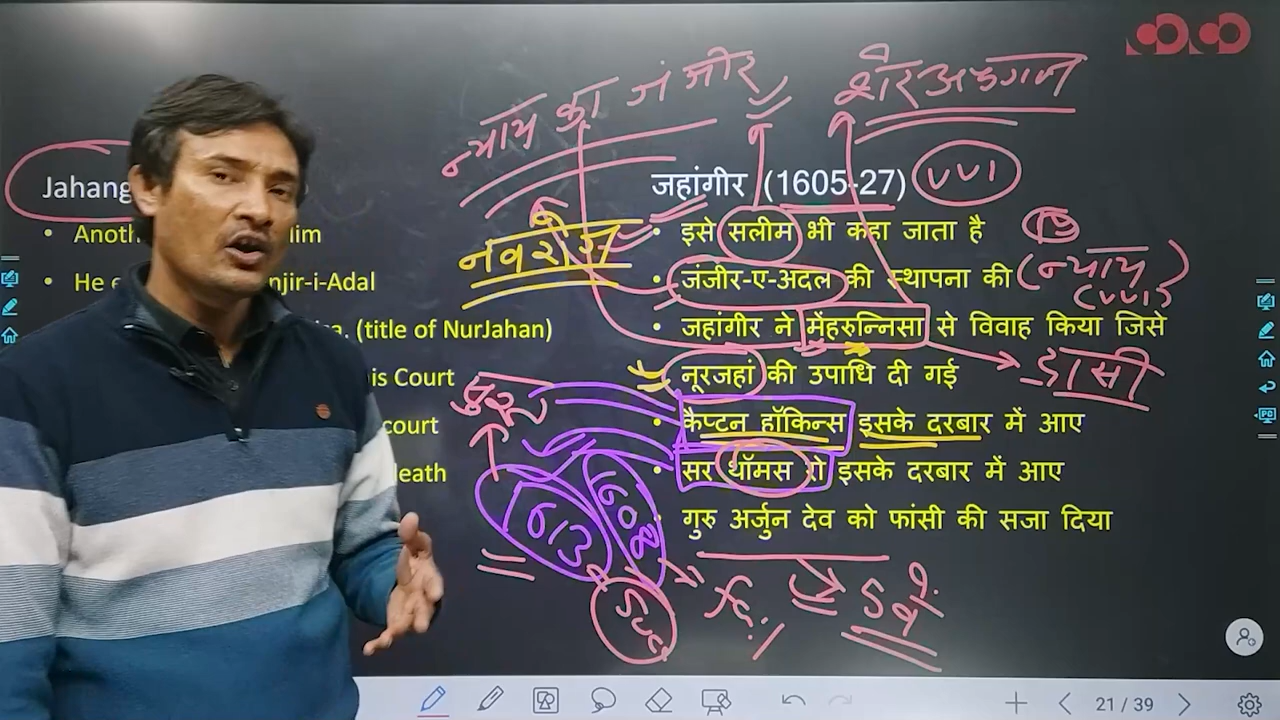 न्याय का जंजीर
शेरअफगान
Jahang
जहांगीर (1605-27) VVI
Anoth lim
इसे सलीम भी कहा जाता है
नवरोज
He e njir-i-Adal
जंजीर-ए-अदल की स्थापना की (न्याय)
(VVI)
a. (title of NurJahan)
जहांगीर ने मेंहरुन्निसा से विवाह किया जिसे
is Court
नूरजहां की उपाधि दी गई
court
कैप्टन हॉकिन्स इसके दरबार में आए
eath
सर थॉमस रो इसके दरबार में आए
1613 1608
गुरु अर्जुन देव को फांसी की सजा दिया
5 वें
21 / 39